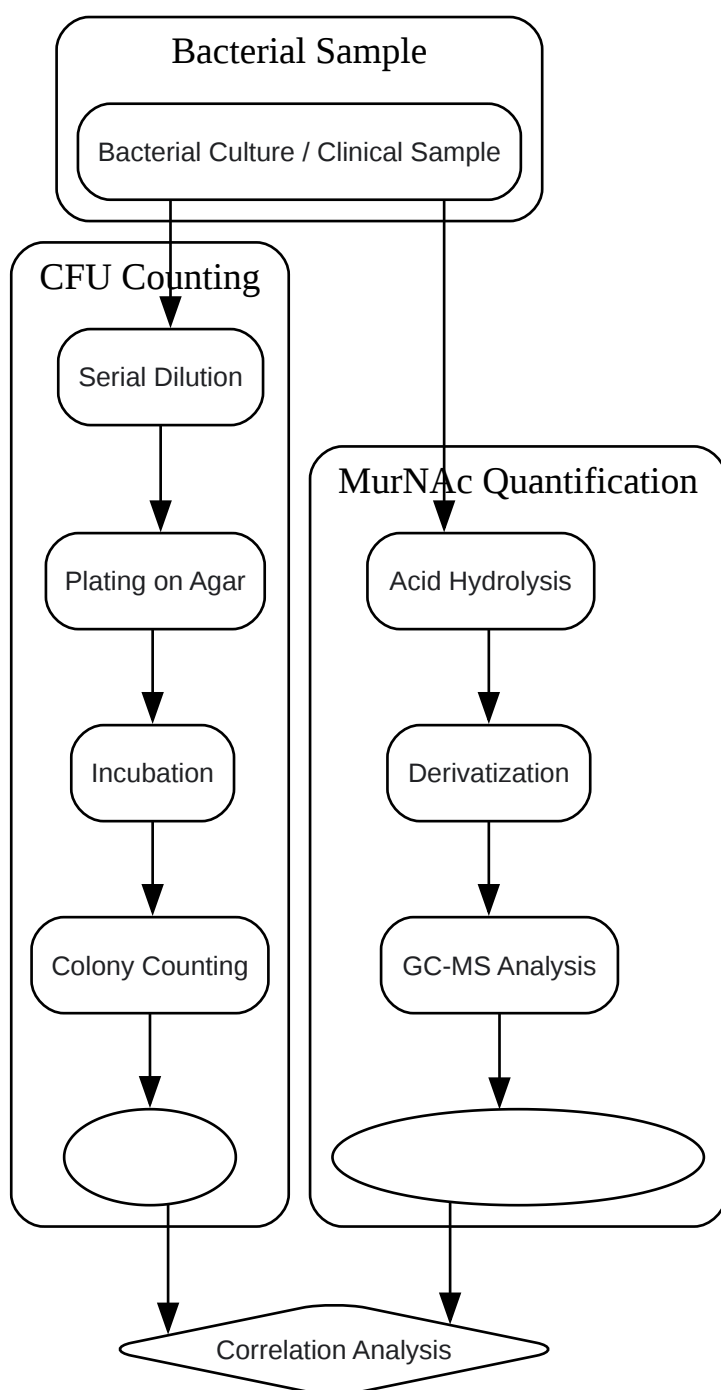 Bacterial Sample
Bacterial Culture / Clinical Sample
CFU Counting
Serial Dilution
Plating on Agar
Incubation
Colony Counting
MurNAc Quantification
Acid Hydrolysis
Derivatization
GC-MS Analysis
Correlation Analysis